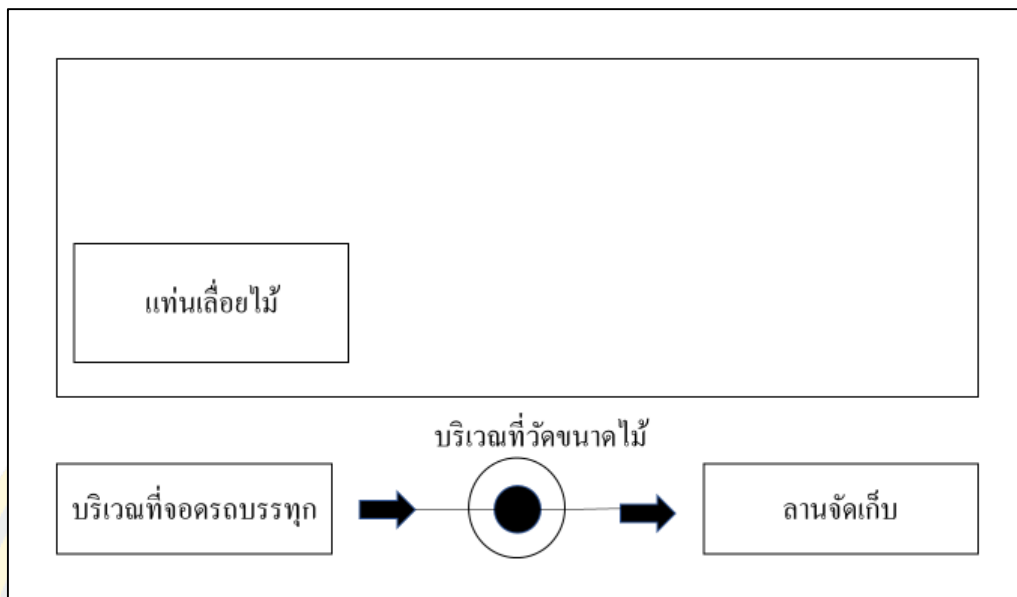 แท่นเลื่อยไม้
บริเวณที่วัดขนาดไม้
บริเวณที่จอดรถบรรทุก
ลานจัดเก็บ